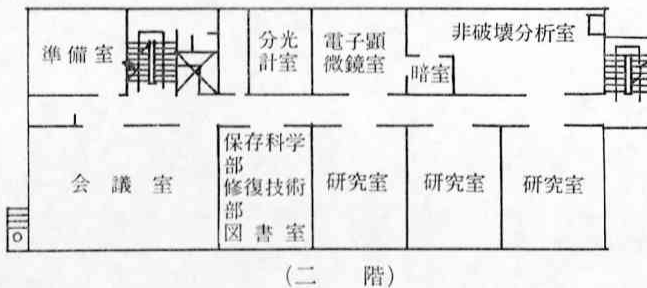 準備室
分光
計室
電子顕
微鏡室
暗室
非破壊分析室
会議室
保存科学
部
修復技術
部
図書室
研究室
研究室
研究室
(二階)